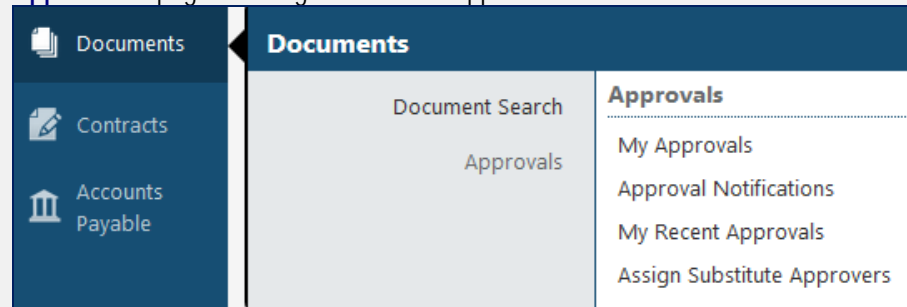 Documents
Contracts
Accounts
Payable
Documents
Document Search
Approvals
Approvals
My Approvals
Approval Notifications
My Recent Approvals
Assign Substitute Approvers